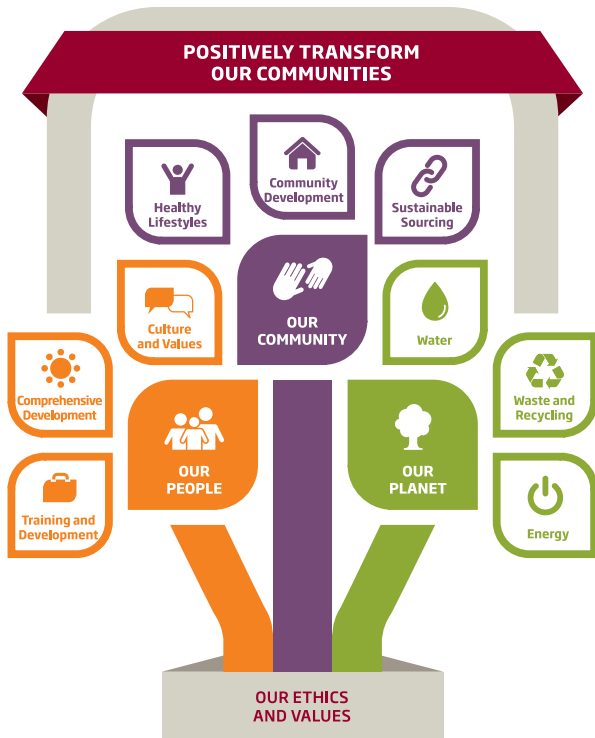 POSITIVELY TRANSFORM
OUR COMMUNITIES
Community
Development
Healthy
Lifestyles
Sustainable
Sourcing
OUR
COMMUNITY
Culture
and Values
Water
Comprehensive
Development
Waste and
Recycling
OUR
PEOPLE
OUR
PLANET
Training and
Development
Energy
OUR ETHICS
AND VALUES